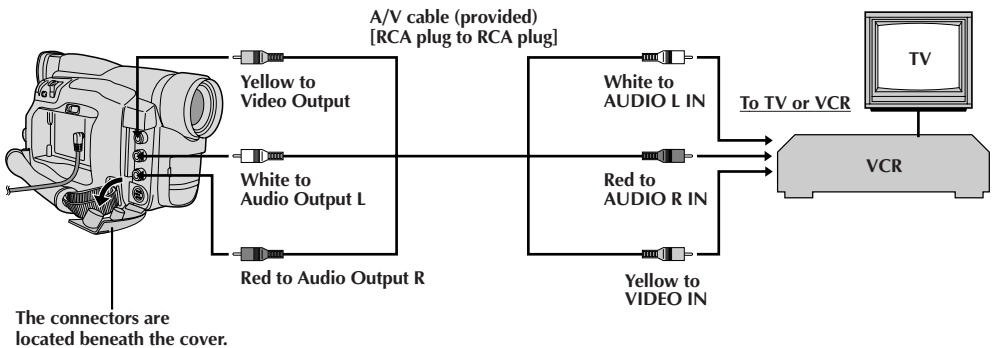 A/V cable (provided)
[RCA plug to RCA plug]
Yellow to
Video Output
White to
AUDIO L IN
To TV or VCR
TV
White to
Audio Output L
Red to
AUDIO R IN
VCR
Red to Audio Output R
Yellow to
VIDEO IN
The connectors are
located beneath the cover.